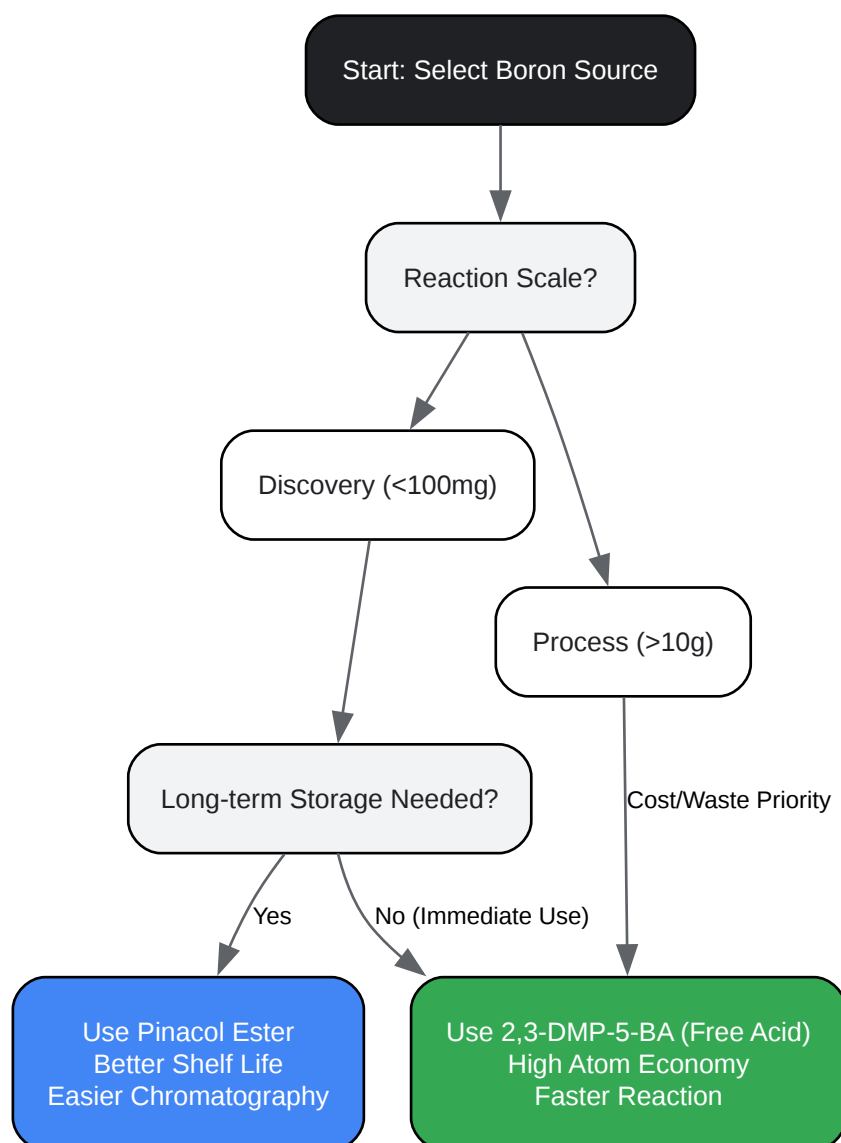 Start: Select Boron Source
Reaction Scale?
Discovery (<100mg)
Process (>10g)
Long-term Storage Needed?
Cost/Waste Priority
Yes
No (Immediate Use)
Use Pinacol Ester
Better Shelf Life
Easier Chromatography
Use 2,3-DMP-5-BA (Free Acid)
High Atom Economy
Faster Reaction